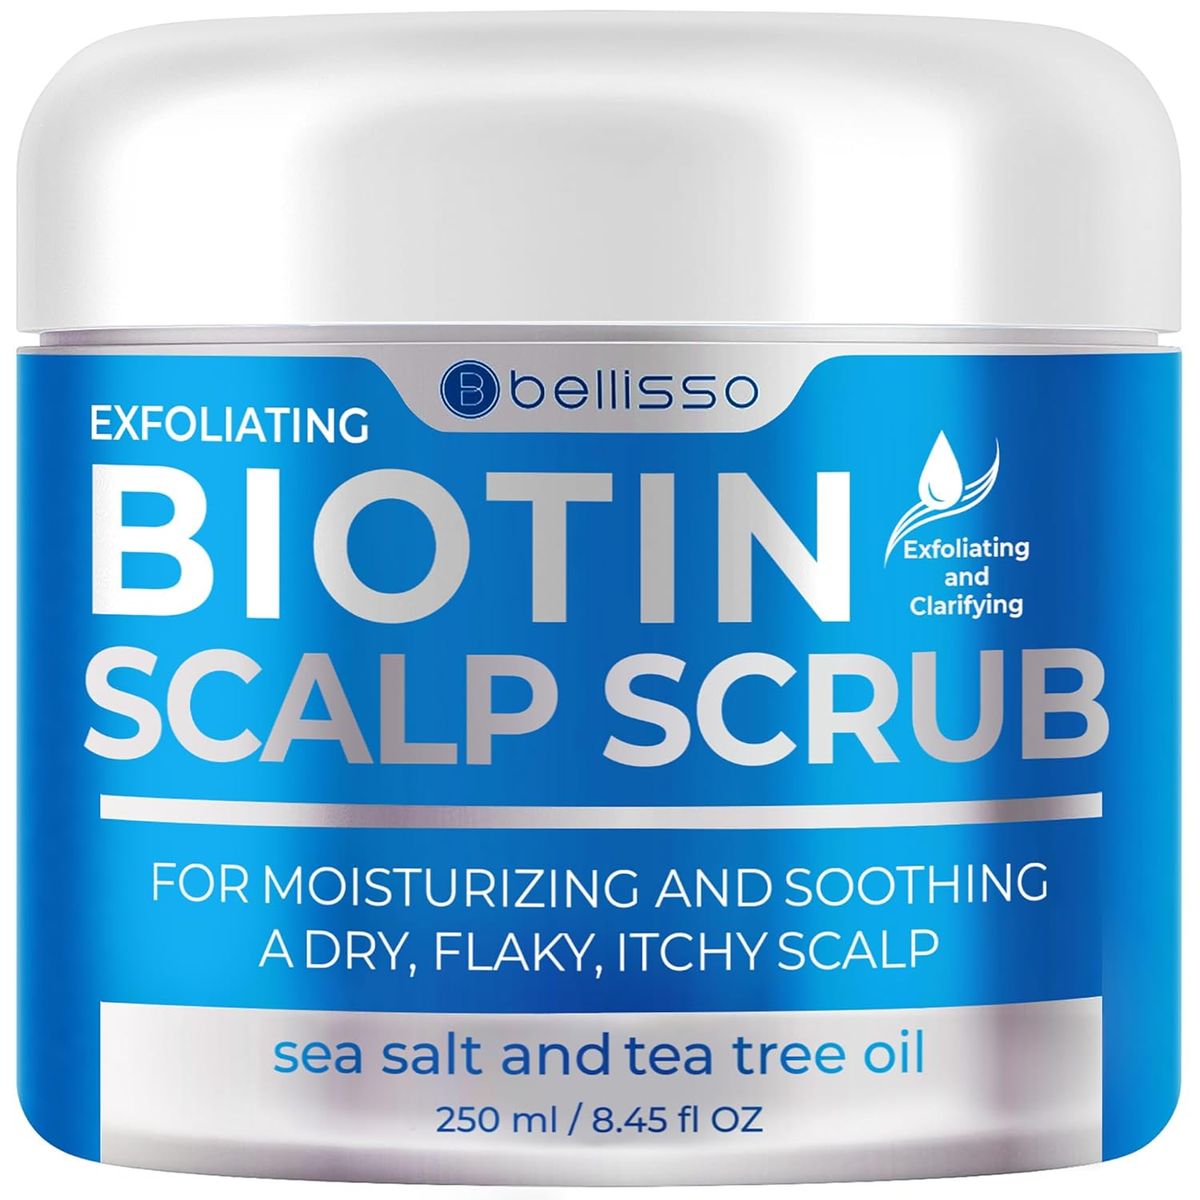 bellisso
EXFOLIATING
BIOTIN
Exfoliating
and
Clarifying
SCALP SCRUB
FOR MOISTURIZING AND SOOTHING
A DRY, FLAKY, ITCHY SCALP
sea salt and tea tree oil
250 ml / 8.45 fl OZ